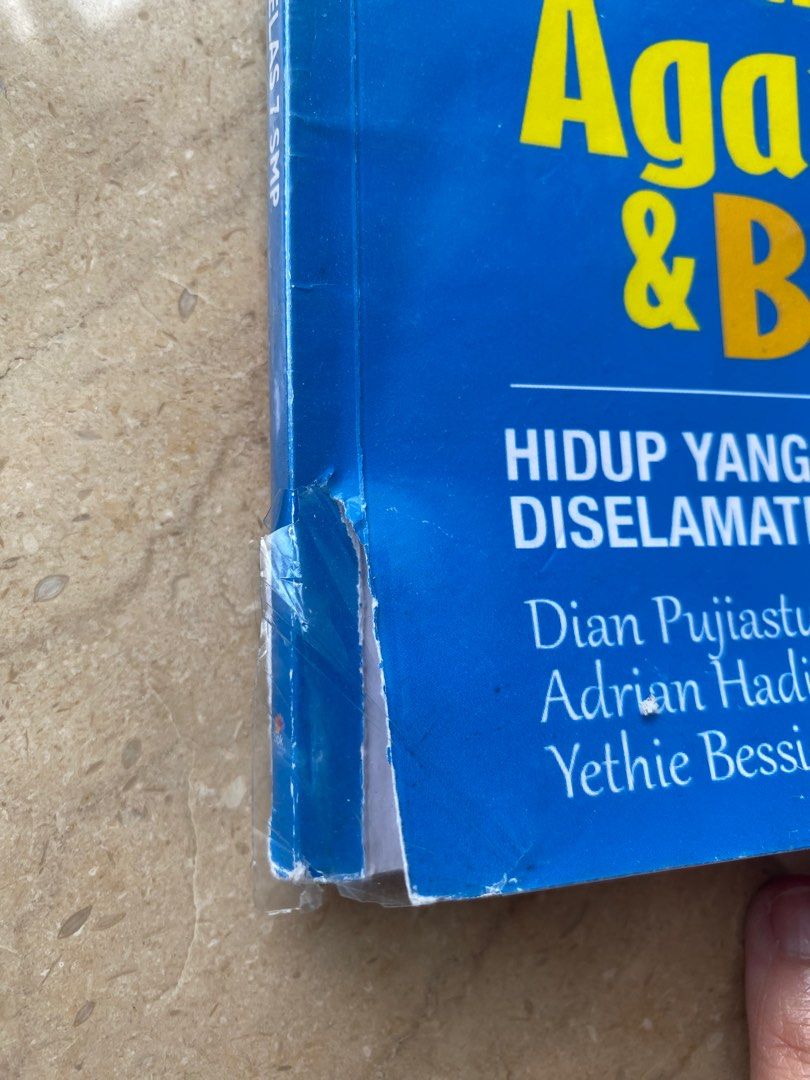 ELAS 7 SMP
Aga
& B
HIDUP YANG
DISELAMAT
Dian Pujiastu
Adrian Hadi
Yethie Bessi